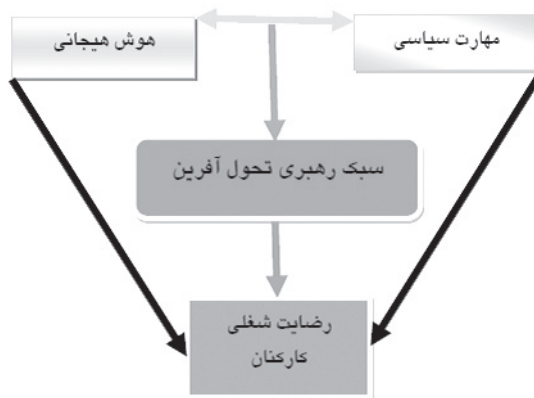 مهارت سیاسی
هوش هیجانی
سبک رهبری تحول آفرین
رضایت شغلی
کارکنان